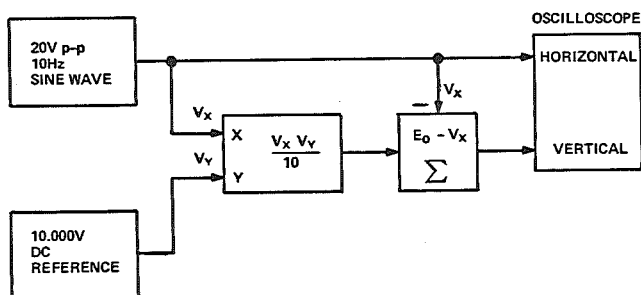 OSCILLOSCOPE
20V p-p
10Hz
SINE WAVE
HORIZONTAL
VX
VX
X
VX VY
10
VY
Y
−
E0 − VX
Σ
VERTICAL
10.000V
DC
REFERENCE